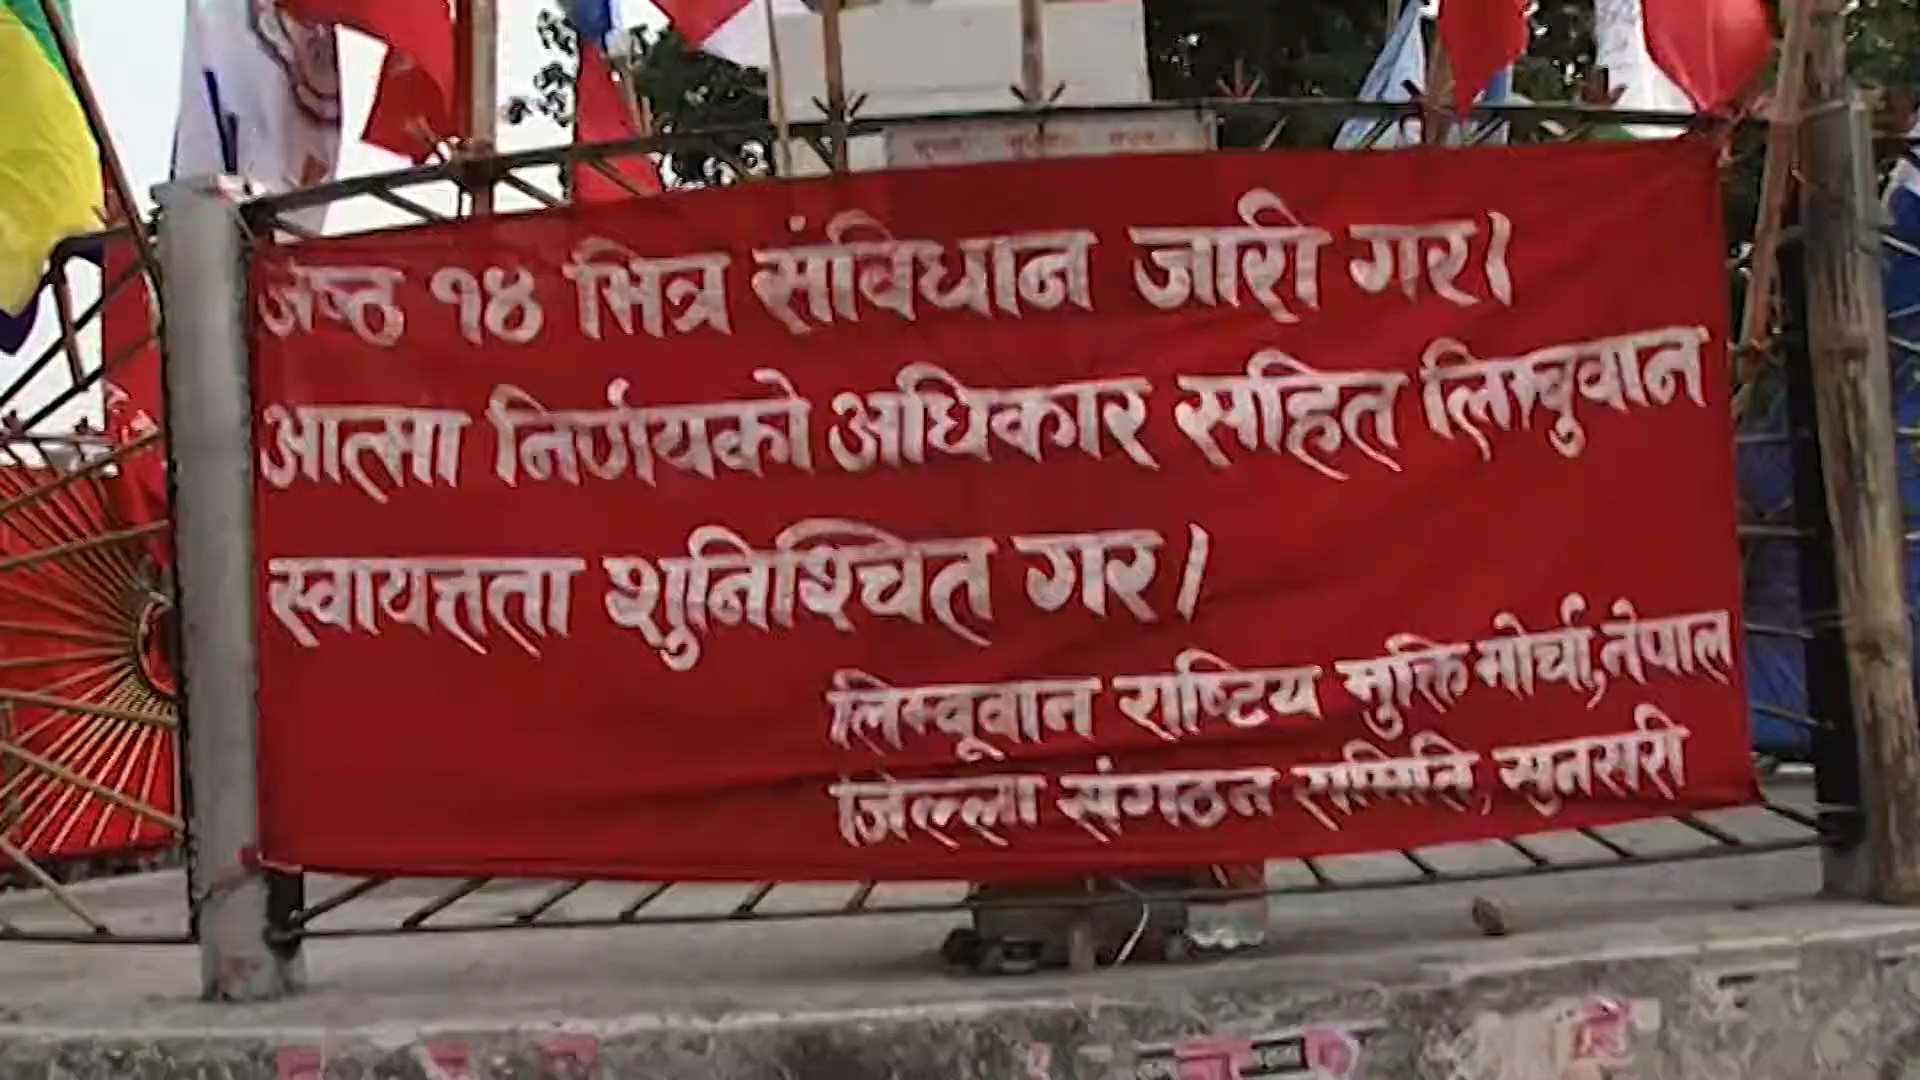 जेष्ठ १४ भित्र संविधान जारी गर।
आत्मा निर्णयको अधिकार सहित लिम्बुवान
स्वायत्तता शुनिश्चित गर।
लिम्बूवान राष्टिय मुक्ति मोर्चा, नेपाल
जिल्ला संगठन समिति, सुनसरी